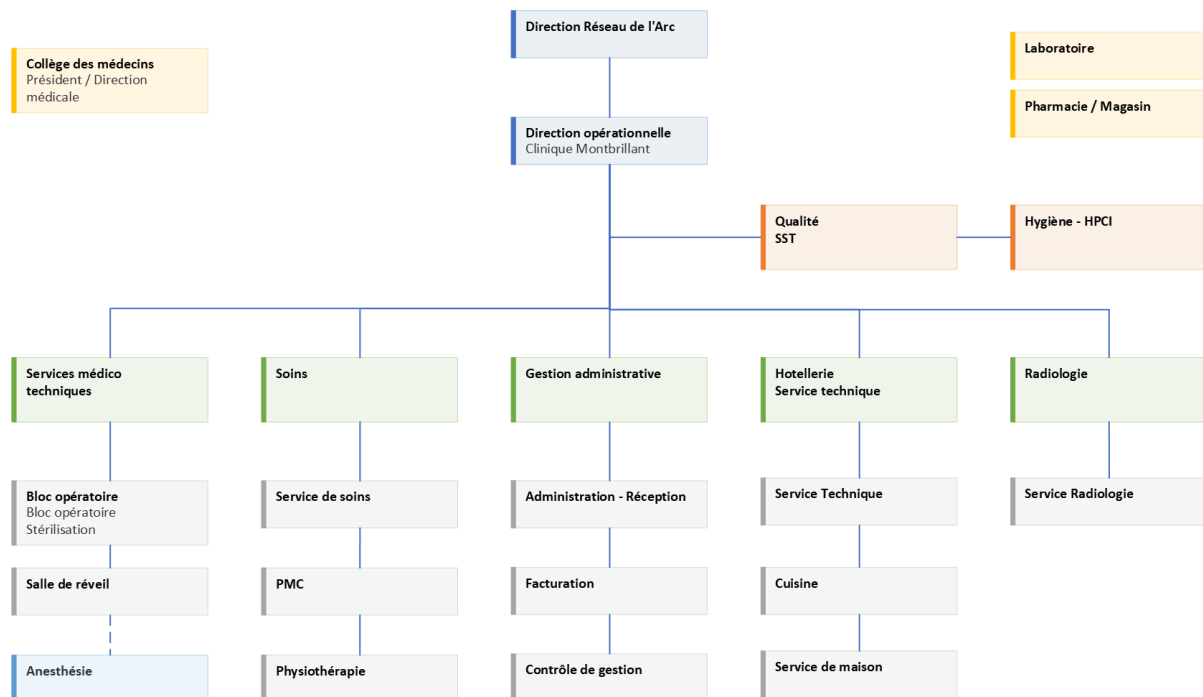 Direction Réseau de l'Arc
Collège des médecins
Président / Direction
médicale
Laboratoire
Pharmacie / Magasin
Direction opérationnelle
Clinique Montbrillant
Qualité
SST
Hygiène - HPCI
Services médico
techniques
Soins
Gestion administrative
Hotellerie
Service technique
Radiologie
Bloc opératoire
Bloc opératoire
Stérilisation
Service de soins
Administration - Réception
Service Technique
Service Radiologie
Salle de réveil
PMC
Facturation
Cuisine
Anesthésie
Physiothérapie
Contrôle de gestion
Service de maison